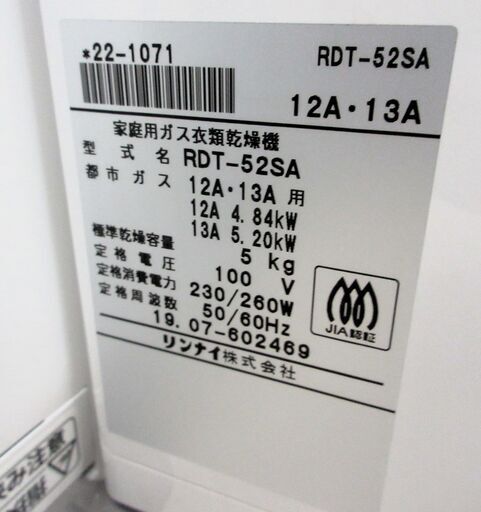 *22-1071
RDT-52SA
12A・13A
家庭用ガス衣類乾燥機
型式名 RDT-52SA
都市ガス 12A・13A 用
12A 4.84kW
13A 5.20kW
標準乾燥容量 5 kg
定格電圧 100 V
定格消費電力 230/260W
定格周波数 50/60Hz
19.07-602469
リンナイ株式会社
JIA認証
み注意